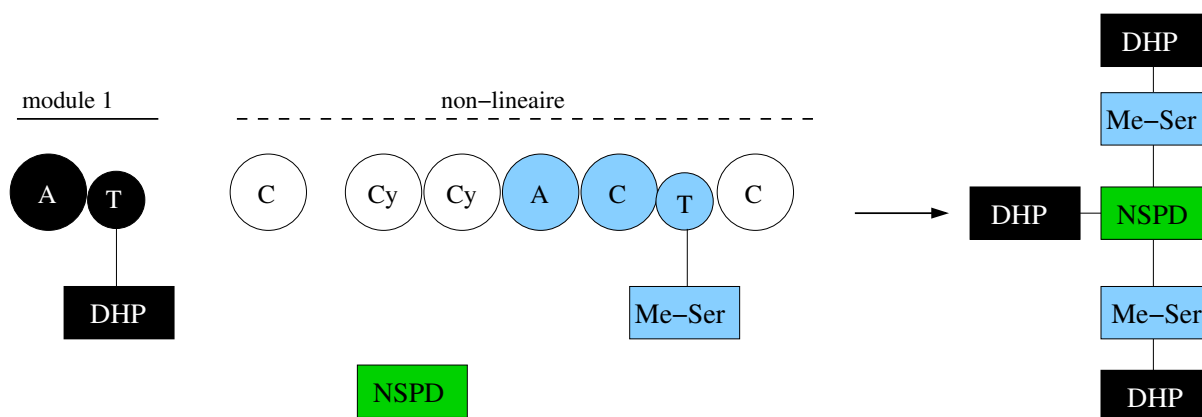 DHP
module 1
non-lineaire
Me-Ser
A T C Cy Cy A C T C
DHP NSPD
DHP Me-Ser Me-Ser
NSPD DHP